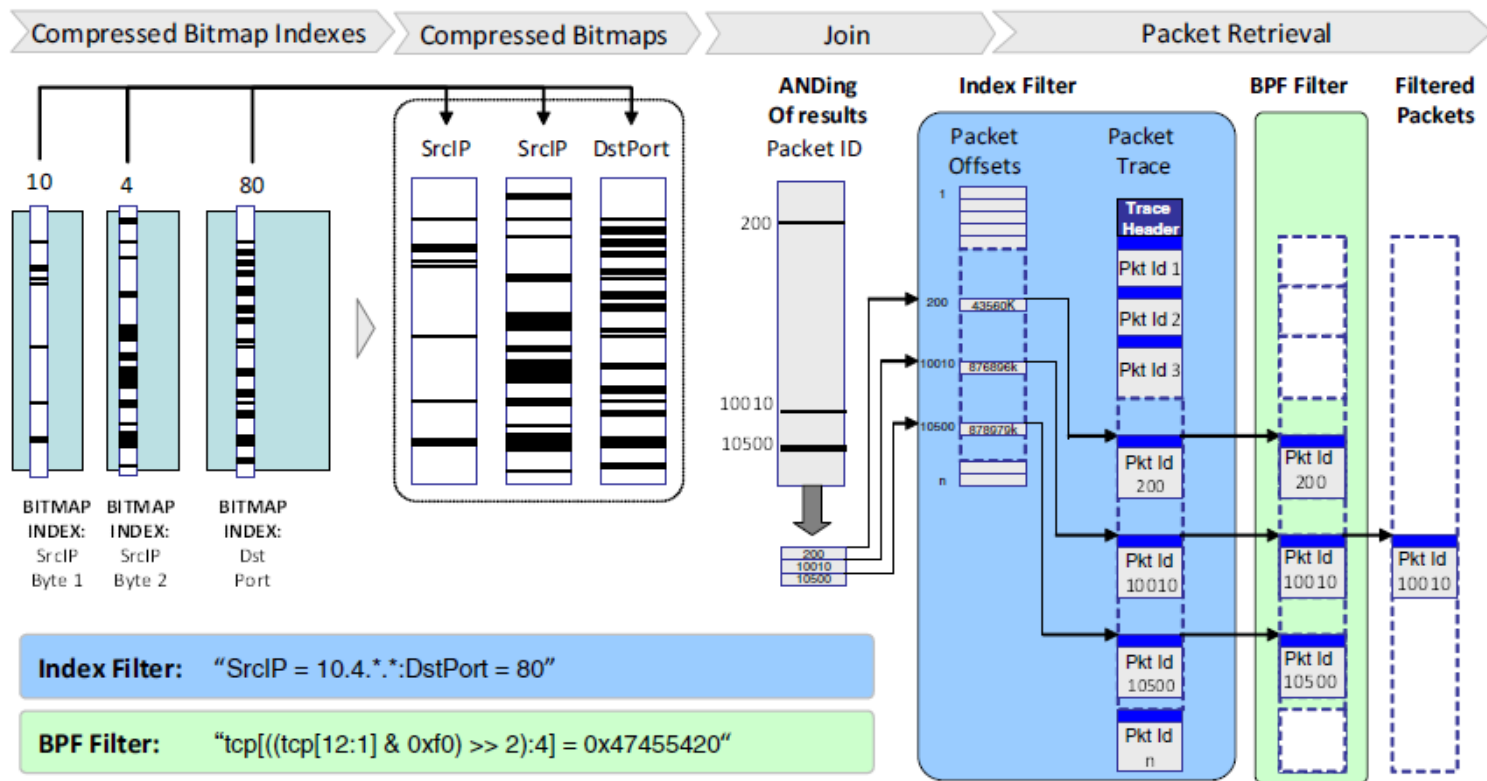 Compressed Bitmap Indexes
Compressed Bitmaps
Join
Packet Retrieval
10
4
80
BITMAP
INDEX:
SrcIP
Byte 1
BITMAP
INDEX:
SrcIP
Byte 2
BITMAP
INDEX:
Dst
Port
SrcIP
SrcIP
DstPort
ANDing
Of results
Packet ID
200
10010
10500
200
10010
10500
Index Filter
Packet
Offsets
1
200
43560K
10010
876896k
10500
878979k
n
Packet
Trace
Trace
Header
Pkt Id 1
Pkt Id 2
Pkt Id 3
Pkt Id
200
Pkt Id
10010
Pkt Id
10500
Pkt Id
n
BPF Filter
Pkt Id
200
Pkt Id
10010
Pkt Id
10500
Filtered
Packets
Pkt Id
10010
Index Filter: "SrcIP = 10.4.*.*:DstPort = 80"
BPF Filter: "tcp[((tcp[12:1] & 0xf0) >> 2):4] = 0x47455420"